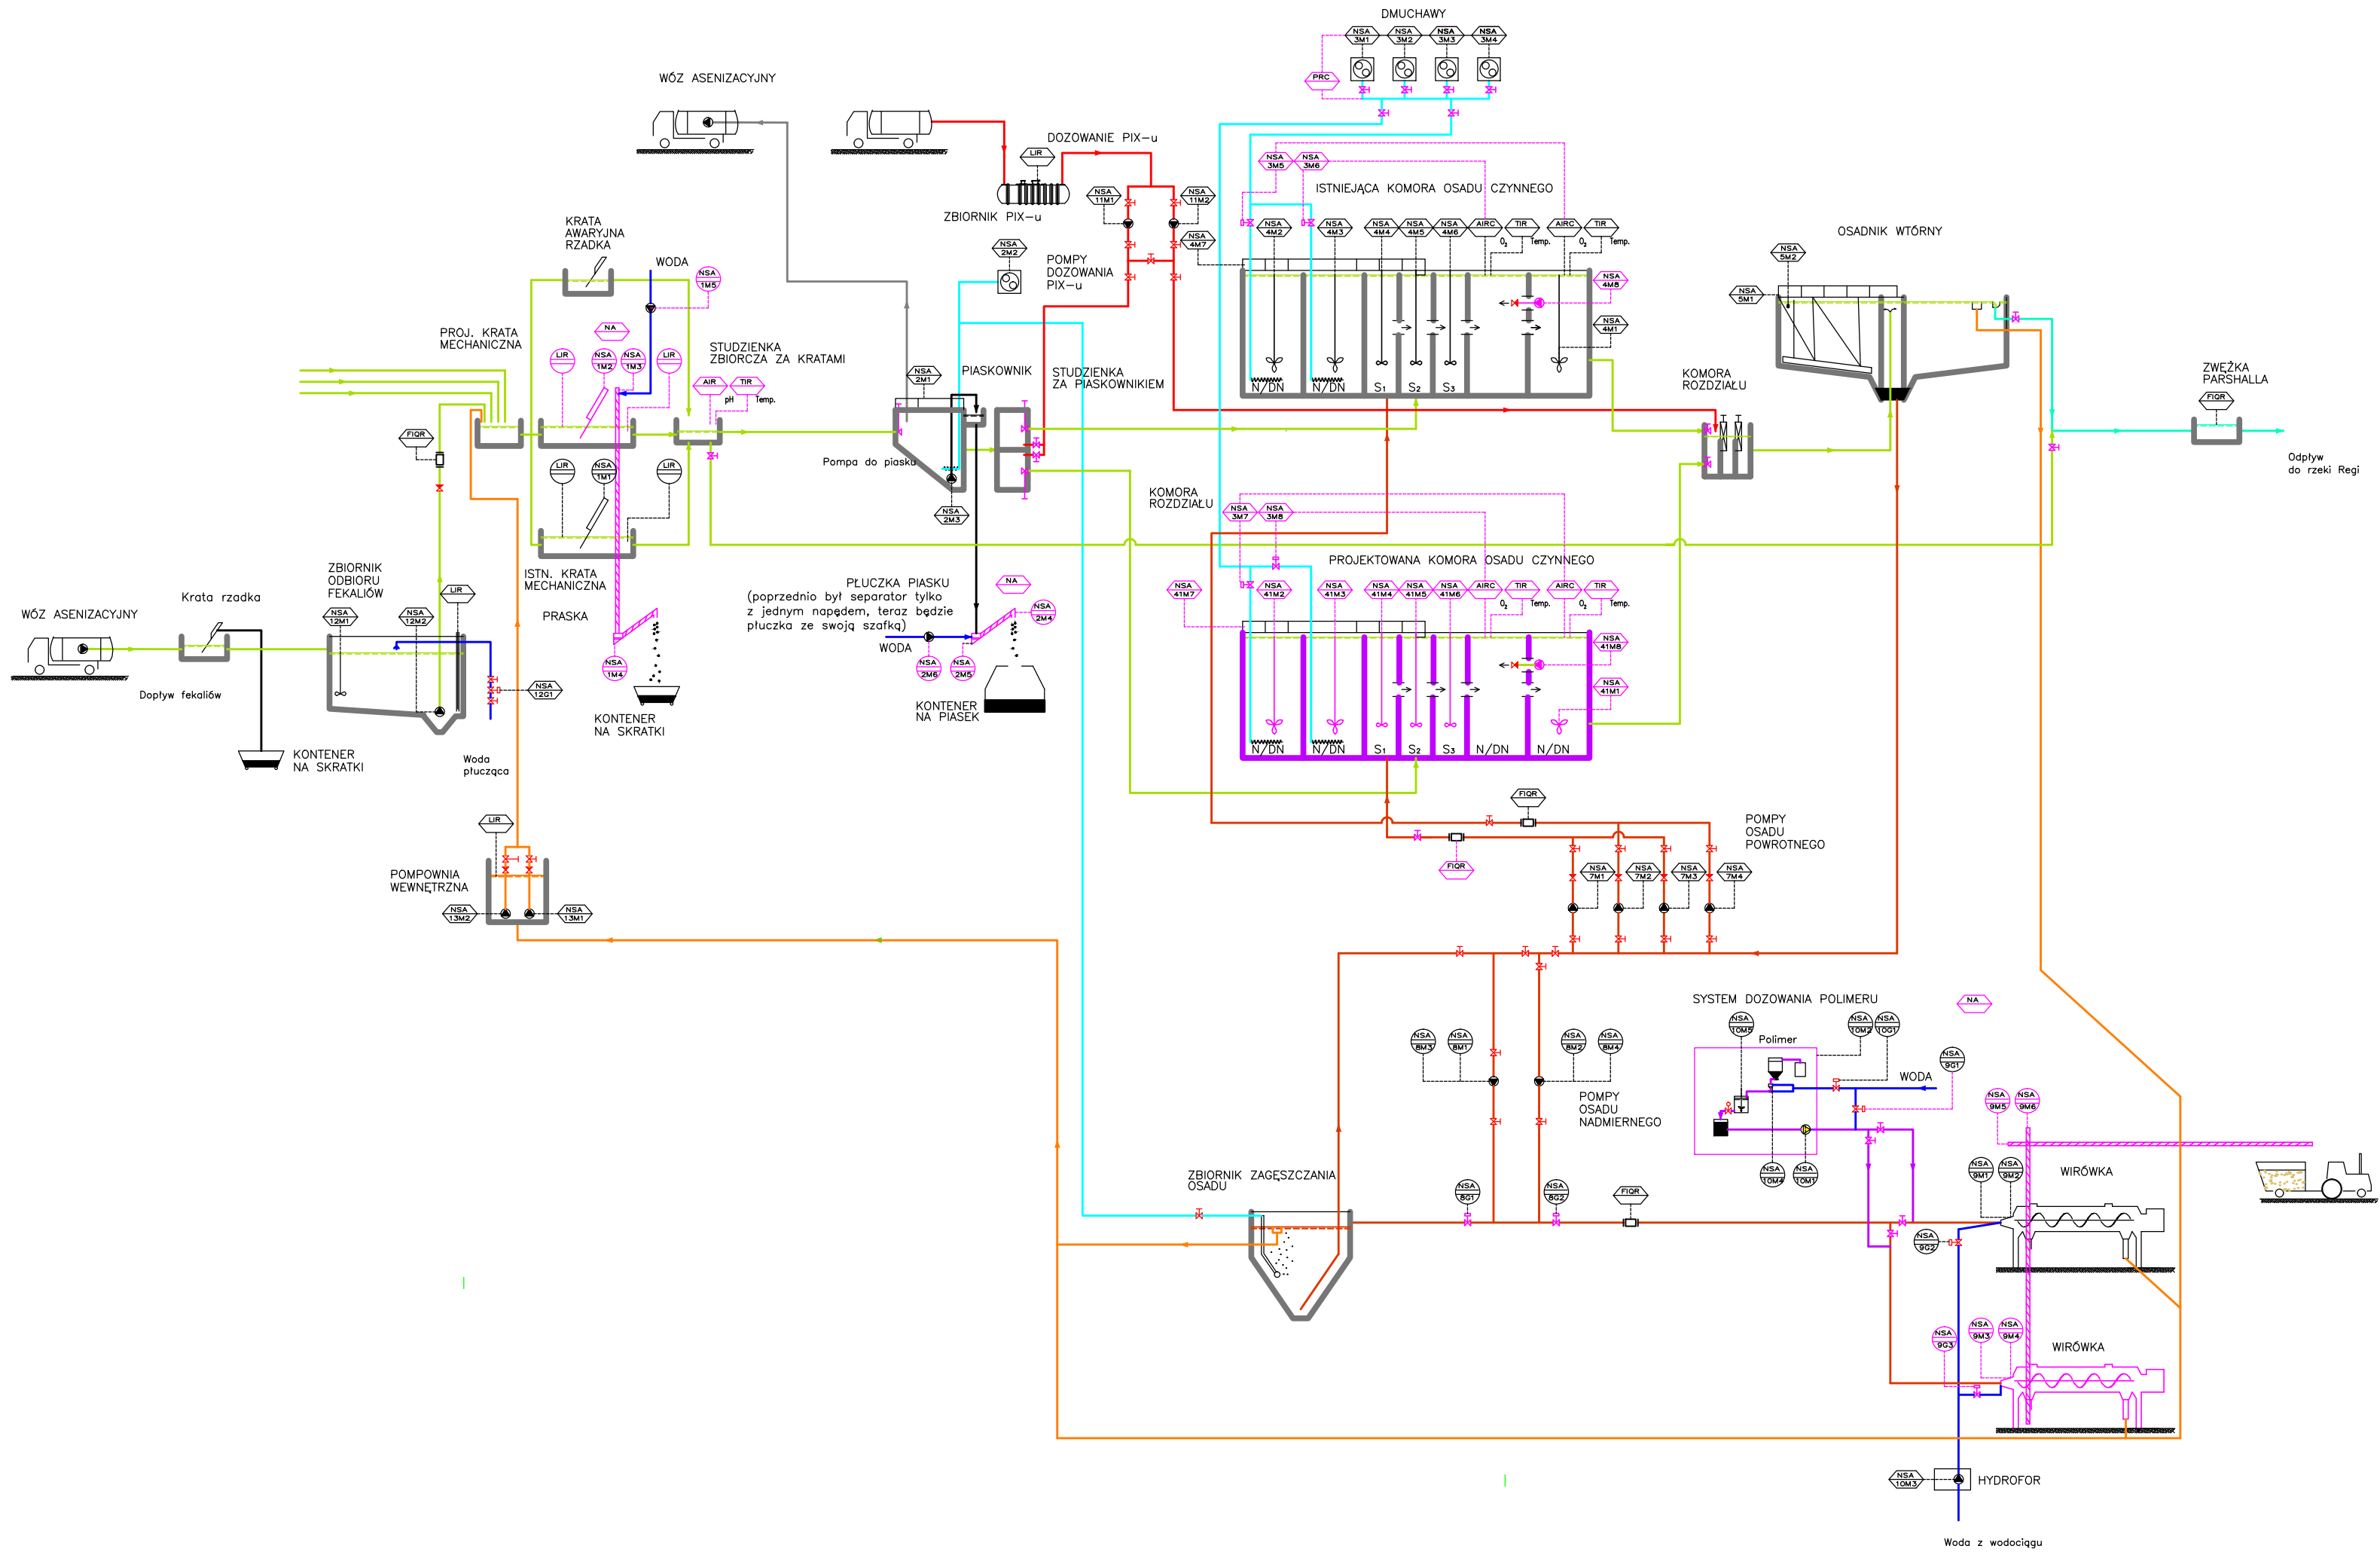 DMUCHAWY
NSA
3M1
NSA
3M2
NSA
3M3
NSA
3M4
PRC
WÓZ ASENIZACYJNY
DOZOWANIE PIX-u
LIR
ZBIORNIK PIX-u
NSA
11M1
NSA
11M2
NSA
3M5
NSA
3M6
ISTNIEJĄCA KOMORA OSADU CZYNNEGO
NSA
4M7
NSA
4M2
NSA
4M3
NSA
4M4
NSA
4M5
NSA
4M6
AIRC
O2
TIR
Temp.
AIRC
O2
TIR
Temp.
NSA
4M8
NSA
4M1
N/DN
N/DN
S1
S2
S3
OSADNIK WTÓRNY
NSA
5M2
NSA
5M1
KRATA
AWARYJNA
RZADKA
WODA
NSA
1M5
NSA
2M2
POMPY
DOZOWANIA
PIX-u
PROJ. KRATA
MECHANICZNA
NA
LIR
NSA
1M2
NSA
1M3
LIR
STUDZIENKA
ZBIORCZA ZA KRATAMI
AIR
pH
TIR
Temp.
NSA
2M1
PIASKOWNIK
STUDZIENKA
ZA PIASKOWNIKIEM
KOMORA
ROZDZIAŁU
ZWĘŻKA
PARSHALLA
FIQR
Odpływ
do rzeki Regi
FIQR
LIR
NSA
1M1
LIR
Pompa do piasku
NSA
2M3
KOMORA
ROZDZIAŁU
NSA
3M7
NSA
3M8
PROJEKTOWANA KOMORA OSADU CZYNNEGO
NSA
41M7
NSA
41M2
NSA
41M3
NSA
41M4
NSA
41M5
NSA
41M6
AIRC
O2
TIR
Temp.
AIRC
O2
TIR
Temp.
NSA
41M8
NSA
41M1
N/DN
N/DN
S1
S2
S3
N/DN
N/DN
WÓZ ASENIZACYJNY
Krata rzadka
ZBIORNIK
ODBIORU
FEKALIÓW
NSA
12M1
NSA
12M2
LIR
ISTN. KRATA
MECHANICZNA
PRASKA
NSA
1M4
PŁUCZKA PIASKU
(poprzednio był separator tylko
z jednym napędem, teraz będzie
płuczka ze swoją szafką)
NA
NSA
2M4
WODA
NSA
2M6
NSA
2M5
Dopływ fekaliów
NSA
12G1
KONTENER
NA SKRATKI
KONTENER
NA PIASEK
KONTENER
NA SKRATKI
Woda
płucząca
LIR
POMPOWNIA
WEWNĘTRZNA
NSA
13M2
NSA
13M1
FIQR
FIQR
POMPY
OSADU
POWROTNEGO
NSA
7M1
NSA
7M2
NSA
7M3
NSA
7M4
SYSTEM DOZOWANIA POLIMERU
NA
NSA
10M5
NSA
10M2
NSA
10G1
Polimer
NSA
9G1
WODA
NSA
8M3
NSA
8M1
NSA
8M2
NSA
8M4
POMPY
OSADU
NADMIERNEGO
NSA
9M5
NSA
9M6
ZBIORNIK ZAGĘSZCZANIA
OSADU
NSA
8G1
NSA
8G2
FIQR
NSA
10M4
NSA
10M1
NSA
9M1
NSA
9M2
WIRÓWKA
NSA
9G2
NSA
9G3
NSA
9M3
NSA
9M4
WIRÓWKA
NSA
10M3
HYDROFOR
Woda z wodociągu